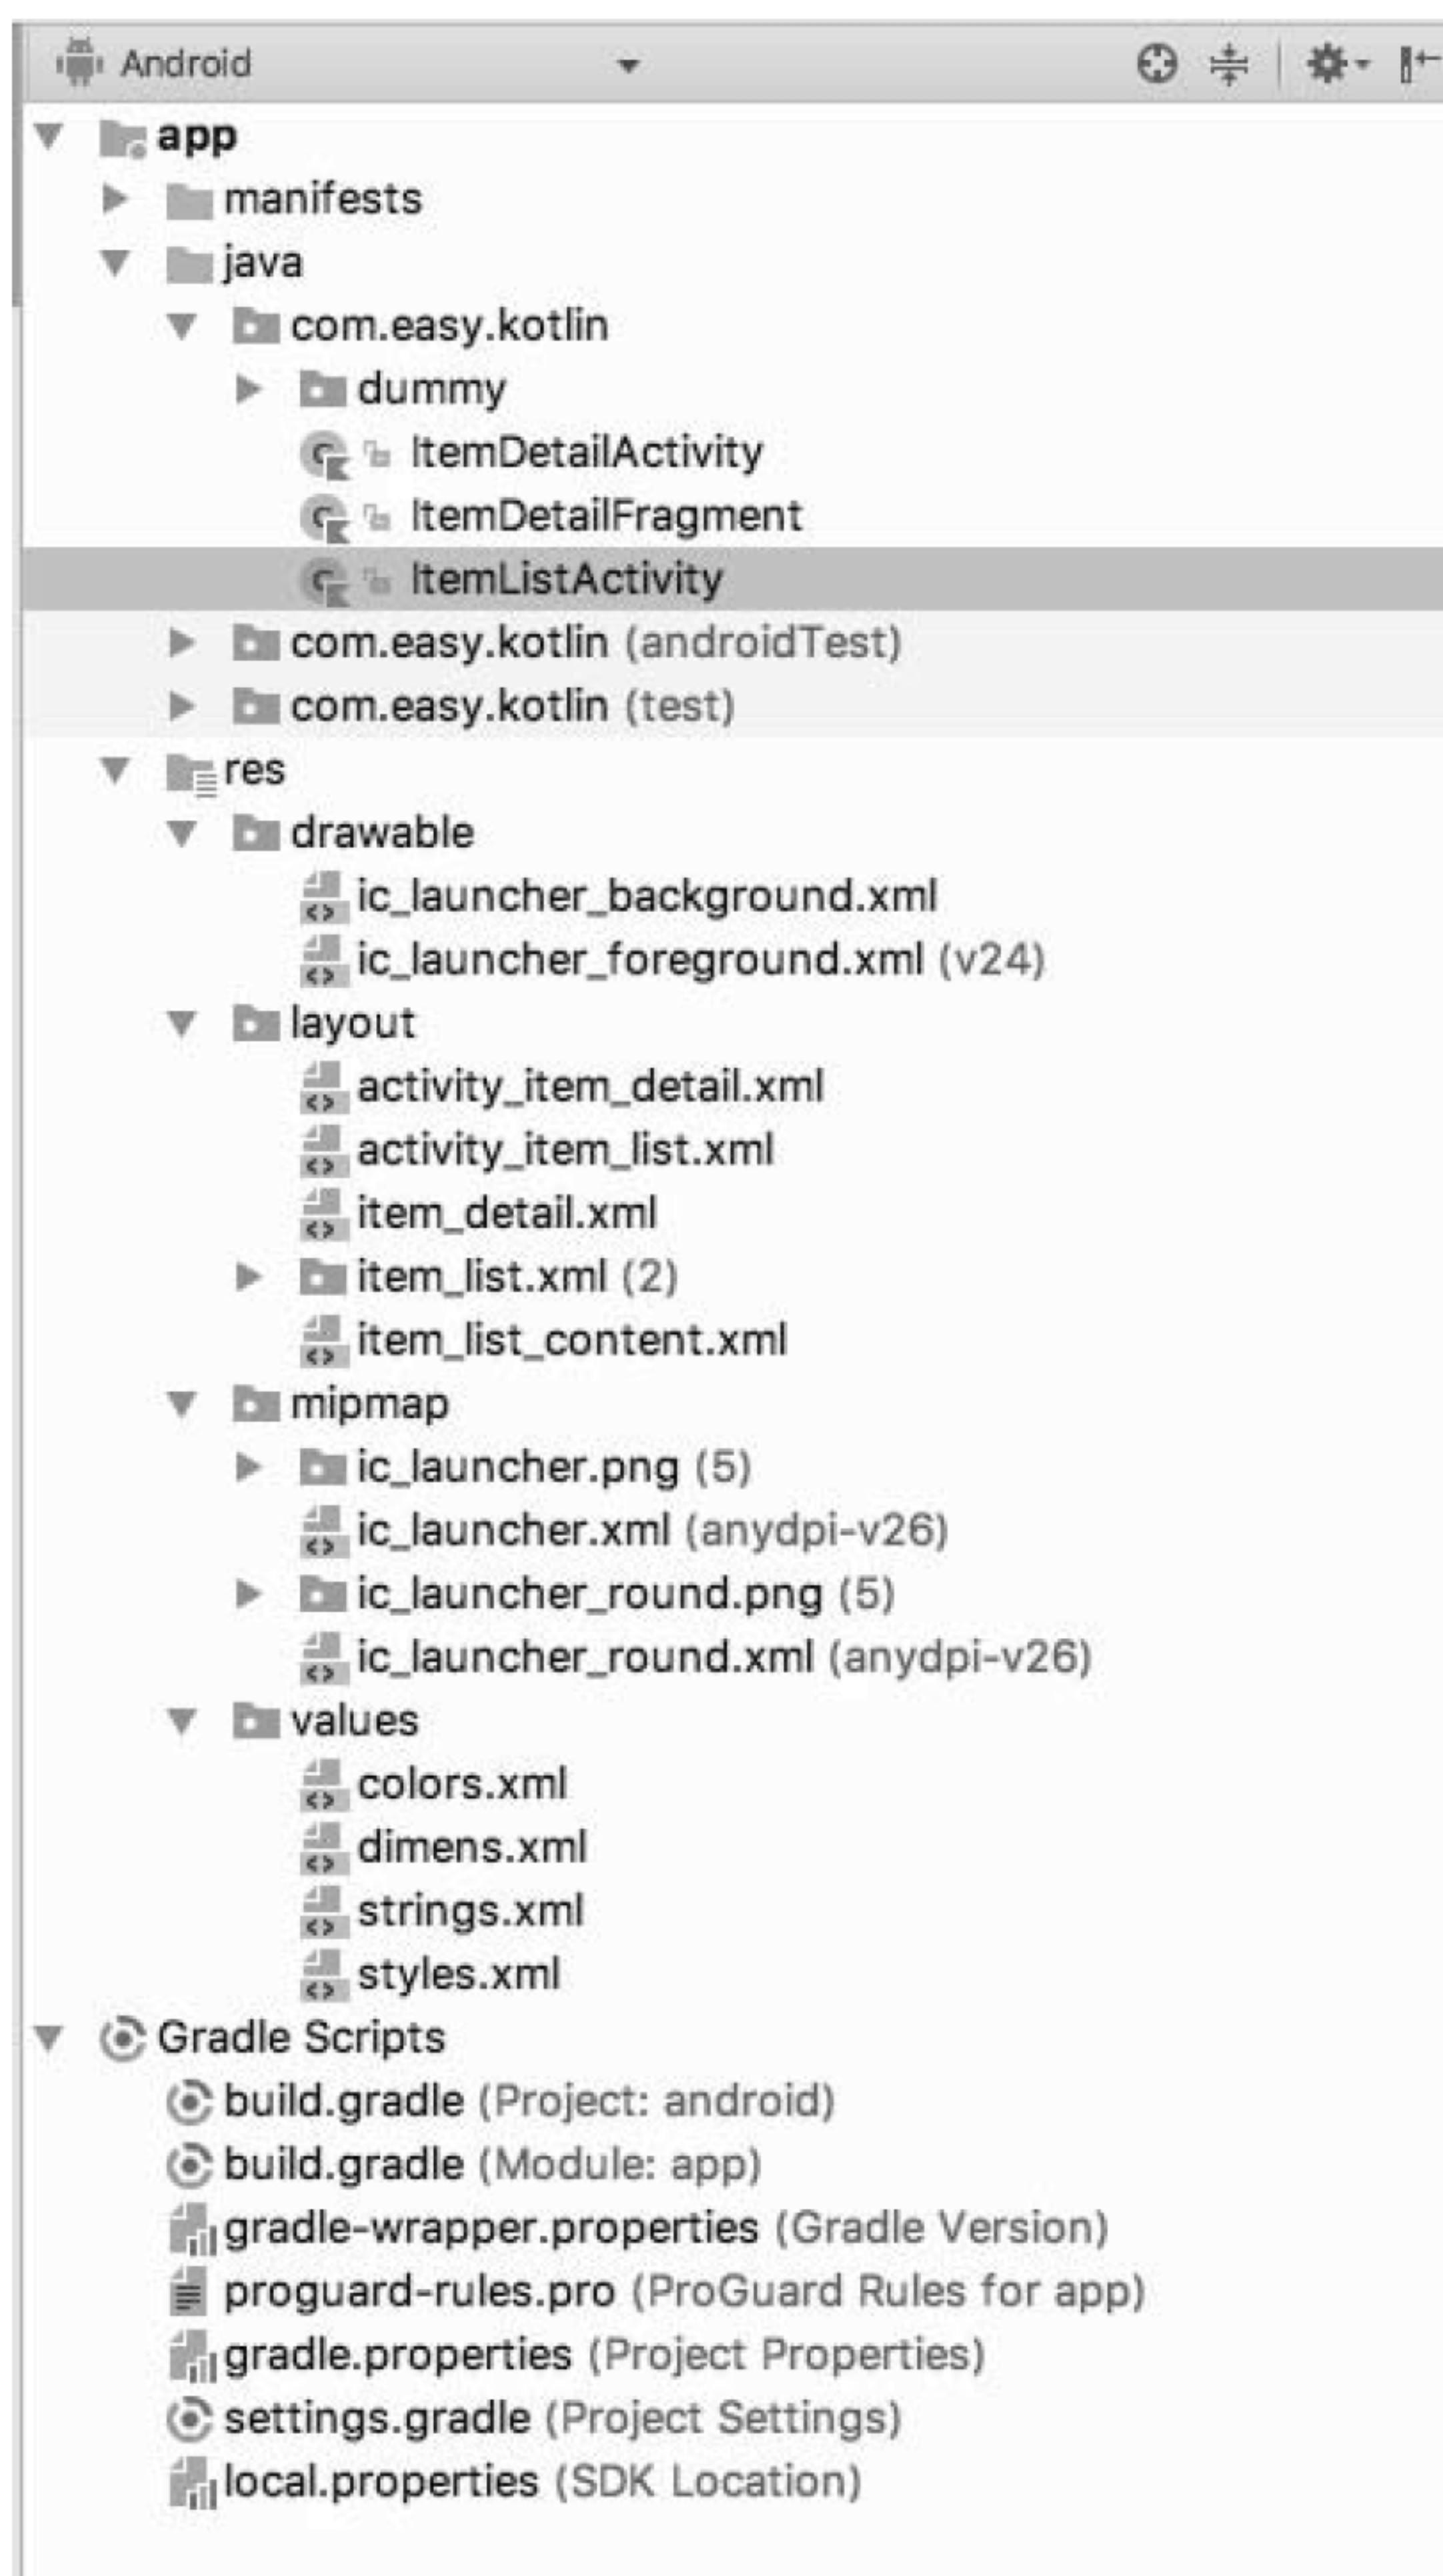 Android
app
manifests
java
com.easy.kotlin
dummy
ItemDetailActivity
ItemDetailFragment
ItemListActivity
com.easy.kotlin (androidTest)
com.easy.kotlin (test)
res
drawable
ic_launcher_background.xml
ic_launcher_foreground.xml (v24)
layout
activity_item_detail.xml
activity_item_list.xml
item_detail.xml
item_list.xml (2)
item_list_content.xml
mipmap
ic_launcher.png (5)
ic_launcher.xml (anydpi-v26)
ic_launcher_round.png (5)
ic_launcher_round.xml (anydpi-v26)
values
colors.xml
dimens.xml
strings.xml
styles.xml
Gradle Scripts
build.gradle (Project: android)
build.gradle (Module: app)
gradle-wrapper.properties (Gradle Version)
proguard-rules.pro (ProGuard Rules for app)
gradle.properties (Project Properties)
settings.gradle (Project Settings)
local.properties (SDK Location)